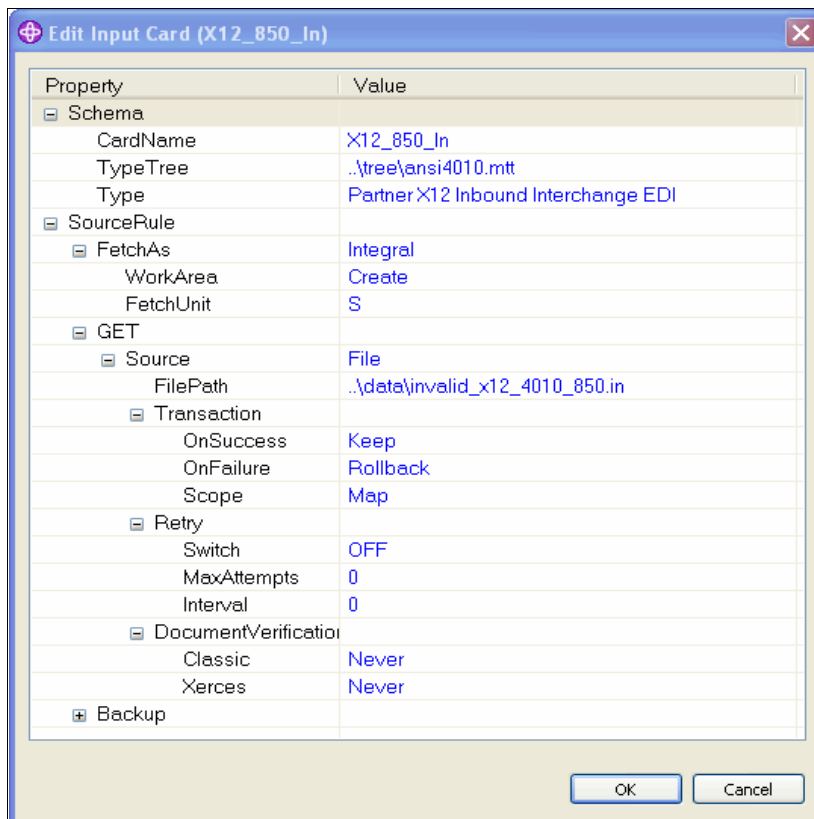 Edit Input Card (X12_850_In)
Property Value
Schema
CardName X12_850_In
TypeTree ..\tree\ansi4010.mtt
Type Partner X12 Inbound Interchange EDI
SourceRule
FetchAs Integral
WorkArea Create
FetchUnit S
GET
Source File
FilePath ..\data\invalid_x12_4010_850.in
Transaction
OnSuccess Keep
OnFailure Rollback
Scope Map
Retry
Switch OFF
MaxAttempts 0
Interval 0
DocumentVerificatio
Classic Never
Xerces Never
Backup
OK Cancel